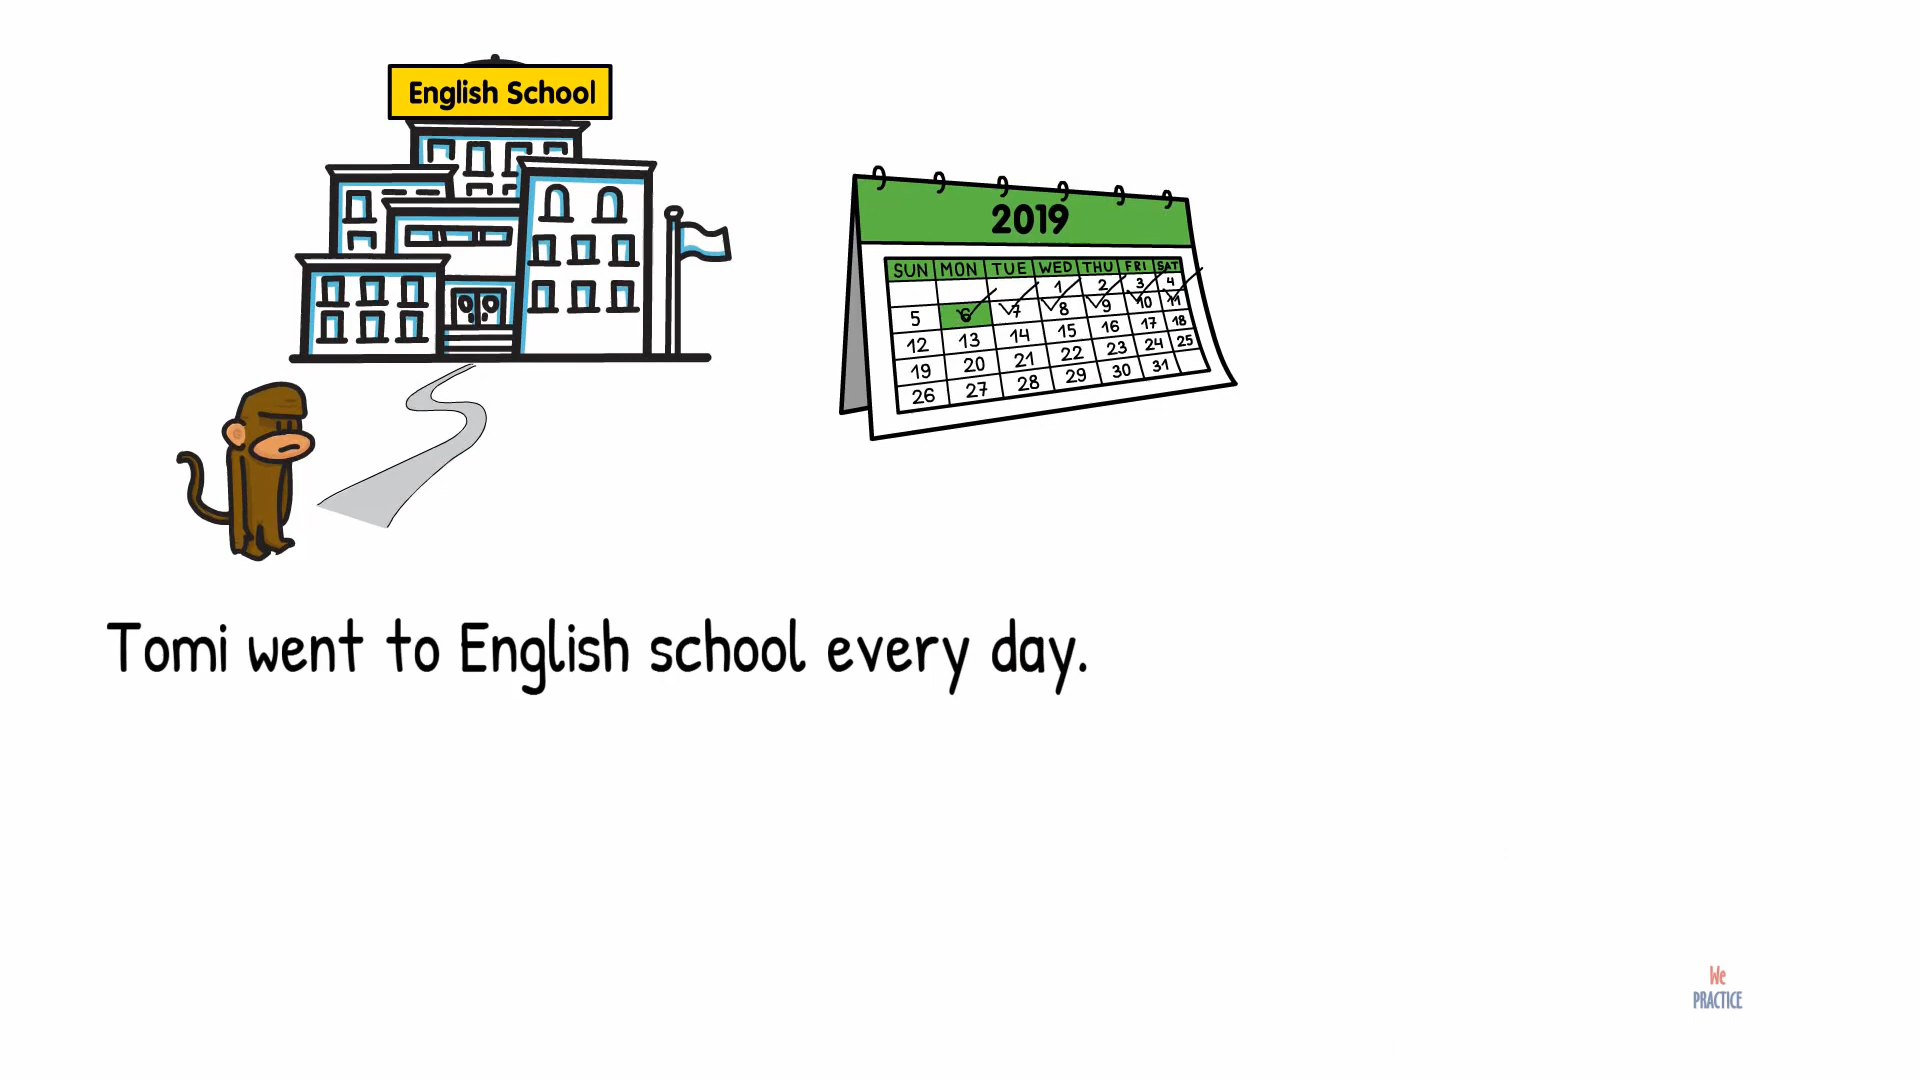 English School
2019
SUN MON TUE WED THU FRI SAT
1 2 3 4
5 6 7 8 9 10 11
12 13 14 15 16 17 18
19 20 21 22 23 24 25
26 27 28 29 30 31
Tomi went to English school every day.
We
PRACTICE